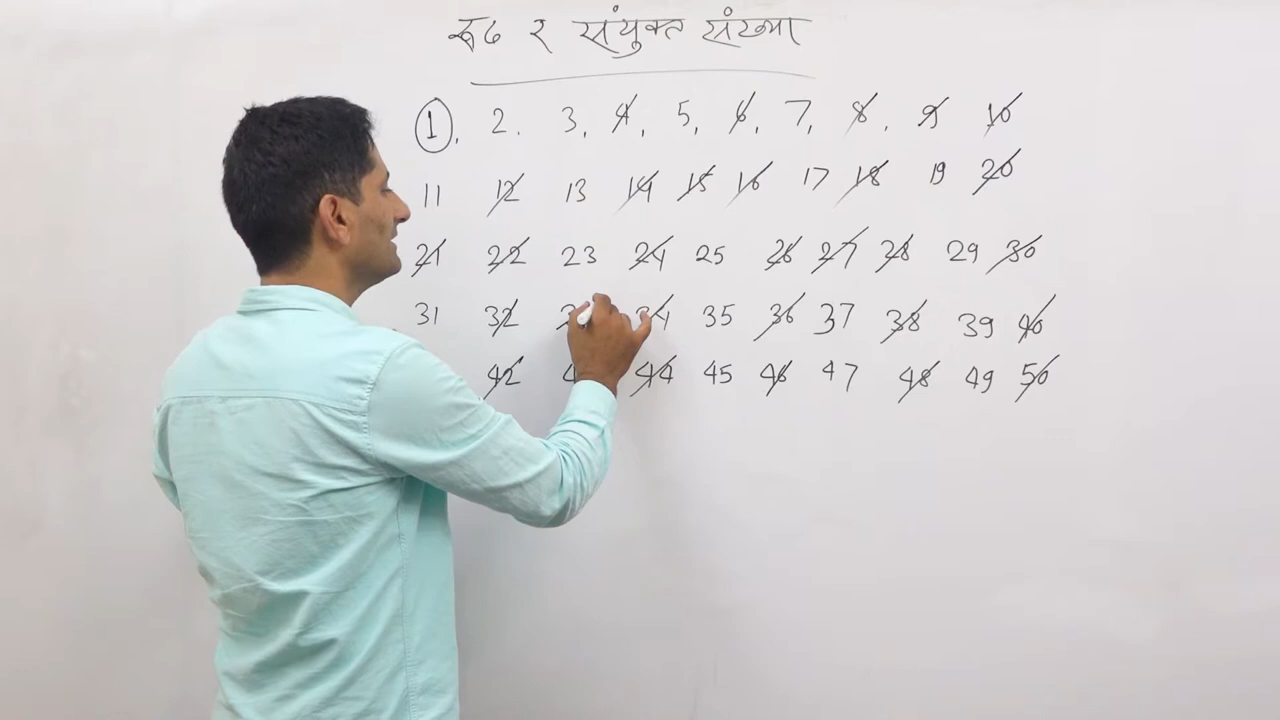 रूढ र संयुक्त संख्या
1, 2, 3, 4, 5, 6, 7, 8, 9 10
11 12 13 14 15 16 17 18 19 20
21 22 23 24 25 26 27 28 29 30
31 32 34 35 36 37 38 39 40
42 44 45 46 47 48 49 50